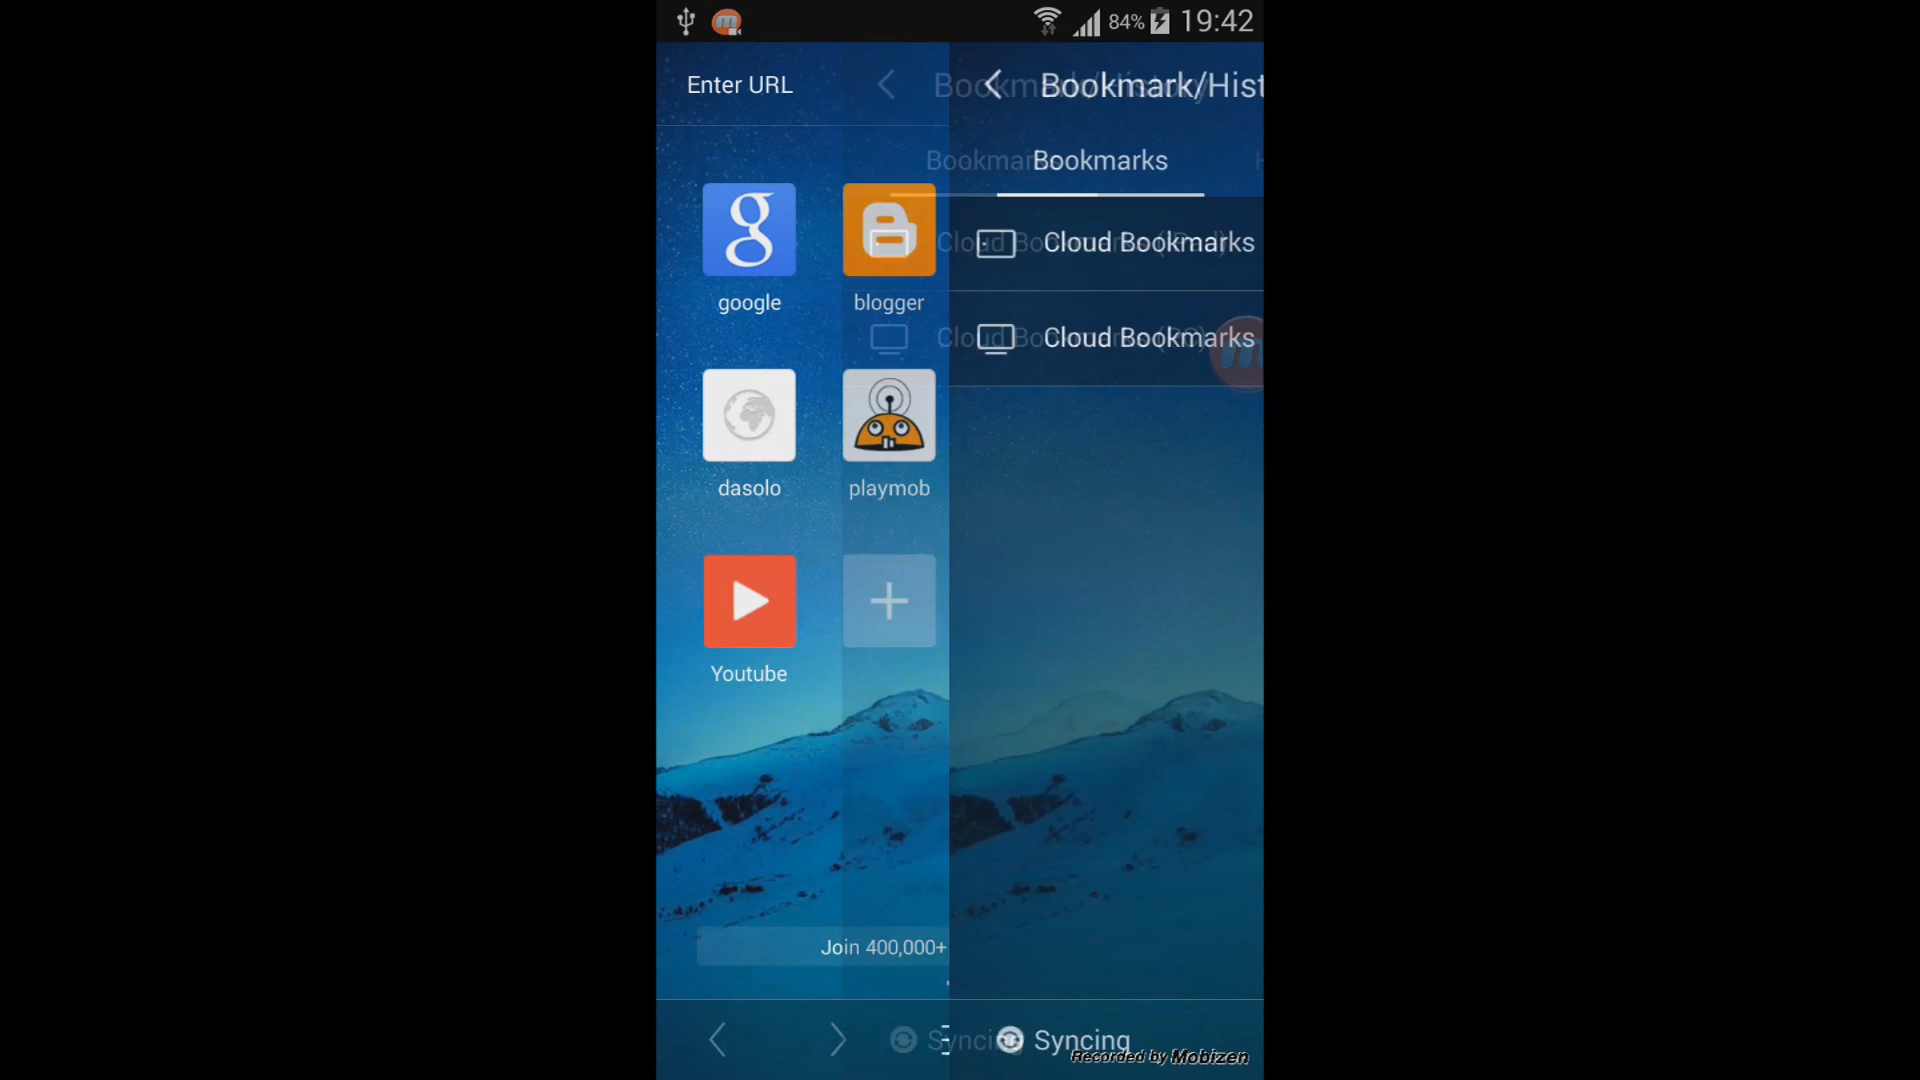 84% 19:42
Enter URL
Bookmark/Hist
Bookmarks
Cloud Bookmarks
Cloud Bookmarks
google
blogger
dasolo
playmob
Youtube
Join 400,000+
Syncing
Recorded by Mobizen